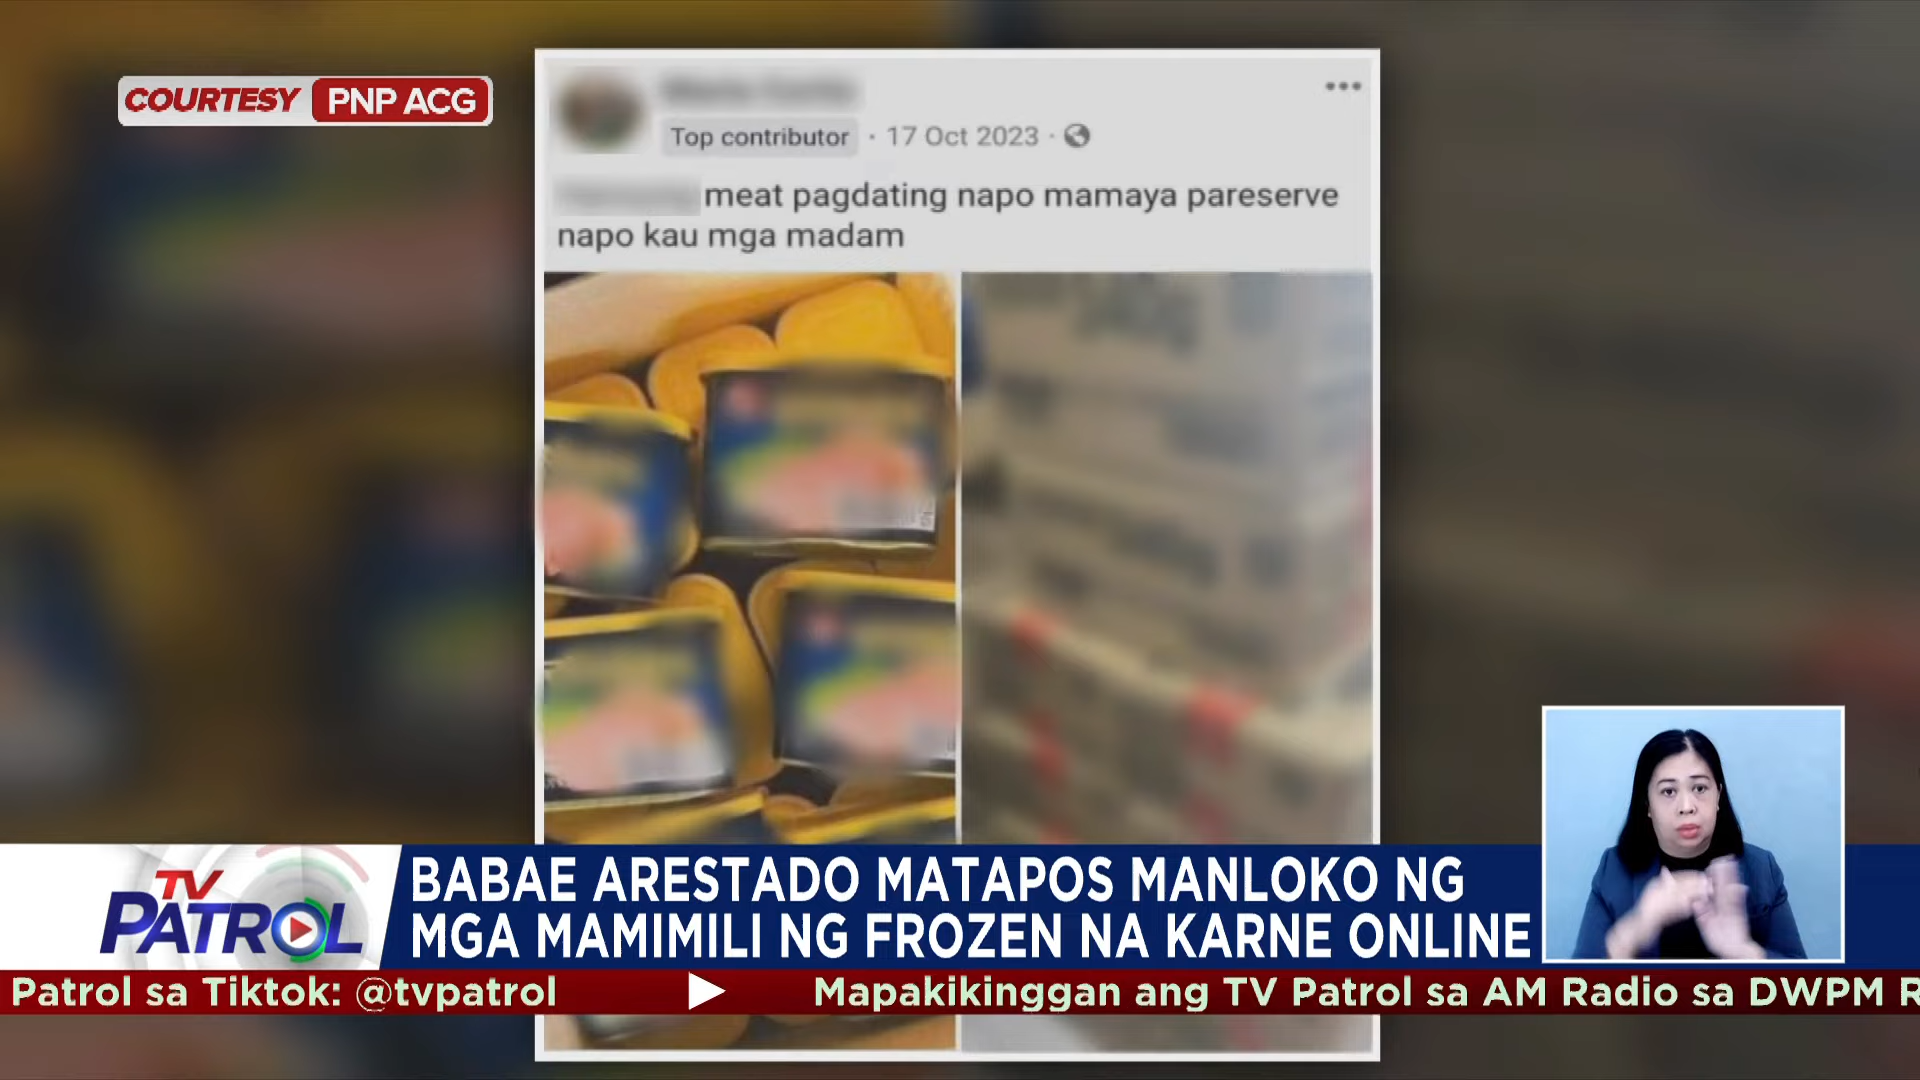 COURTESY PNP ACG
Top contributor · 17 Oct 2023 ·
meat pagdating napo mamaya pareserve
napo kau mga madam
TV PATROL
BABAE ARESTADO MATAPOS MANLOKO NG
MGA MAMIMILI NG FROZEN NA KARNE ONLINE
Patrol sa Tiktok: @tvpatrol Mapakikinggan ang TV Patrol sa AM Radio sa DWPM R